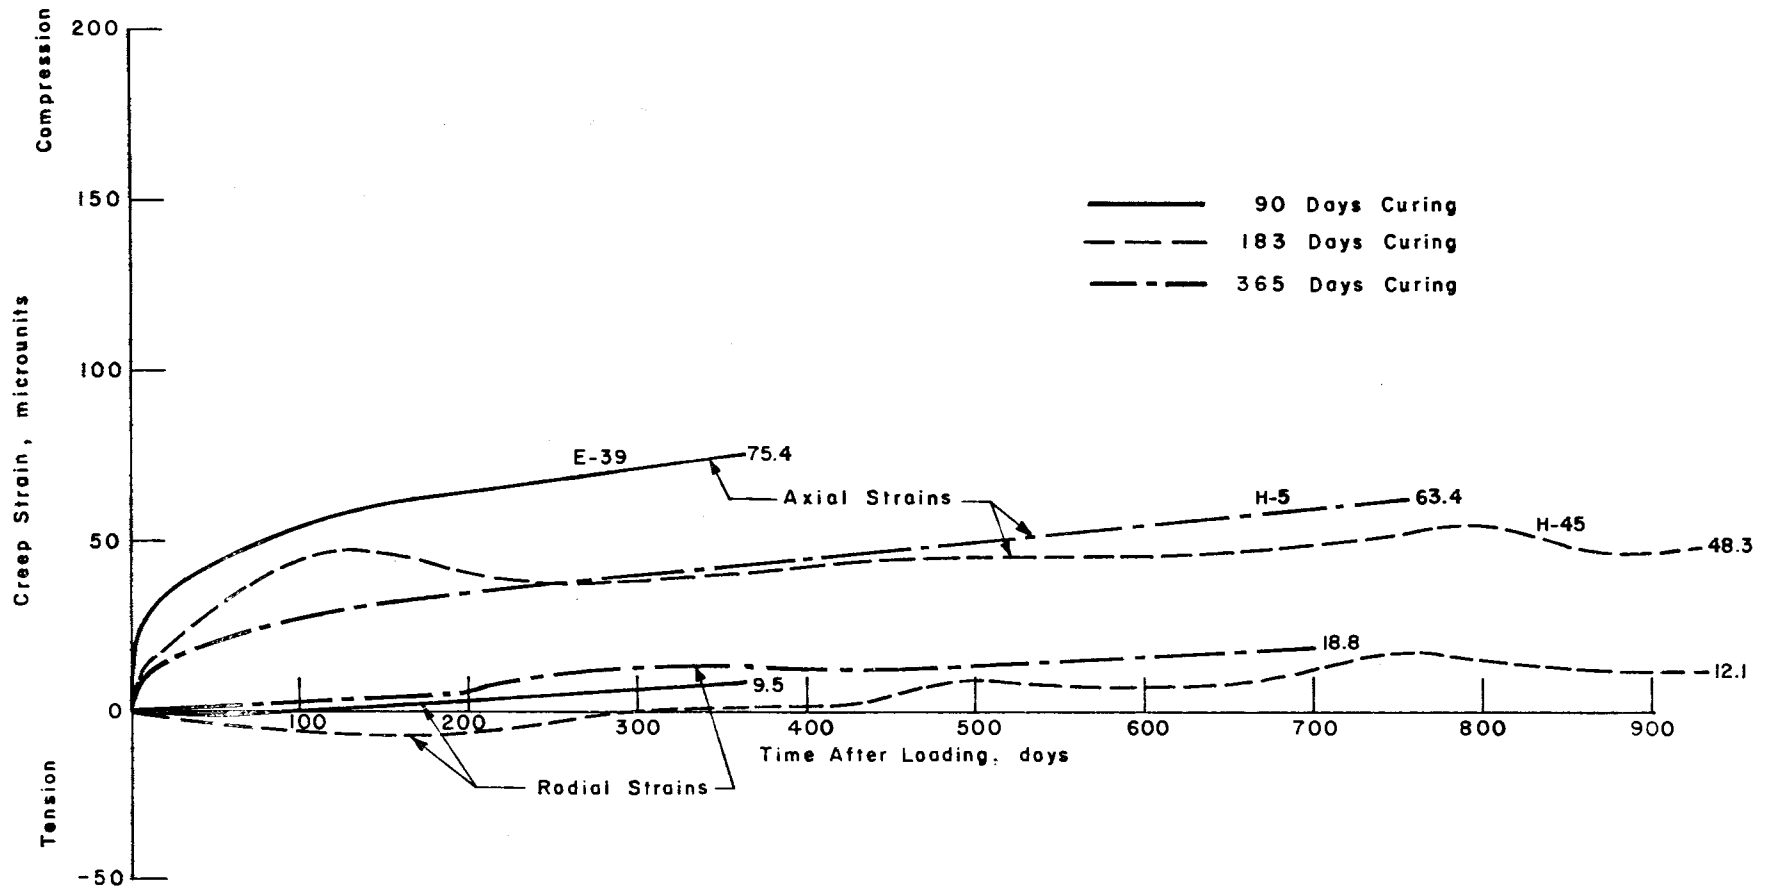 Compression
200
150
100
50
0
-50
Creep Strain, microunits
Tension
90 Days Curing
183 Days Curing
365 Days Curing
E-39
75.4
Axial Strains
H-5
63.4
H-45
48.3
18.8
9.5
12.1
100
200
300
400
500
600
700
800
900
Time After Loading, days
Radial Strains